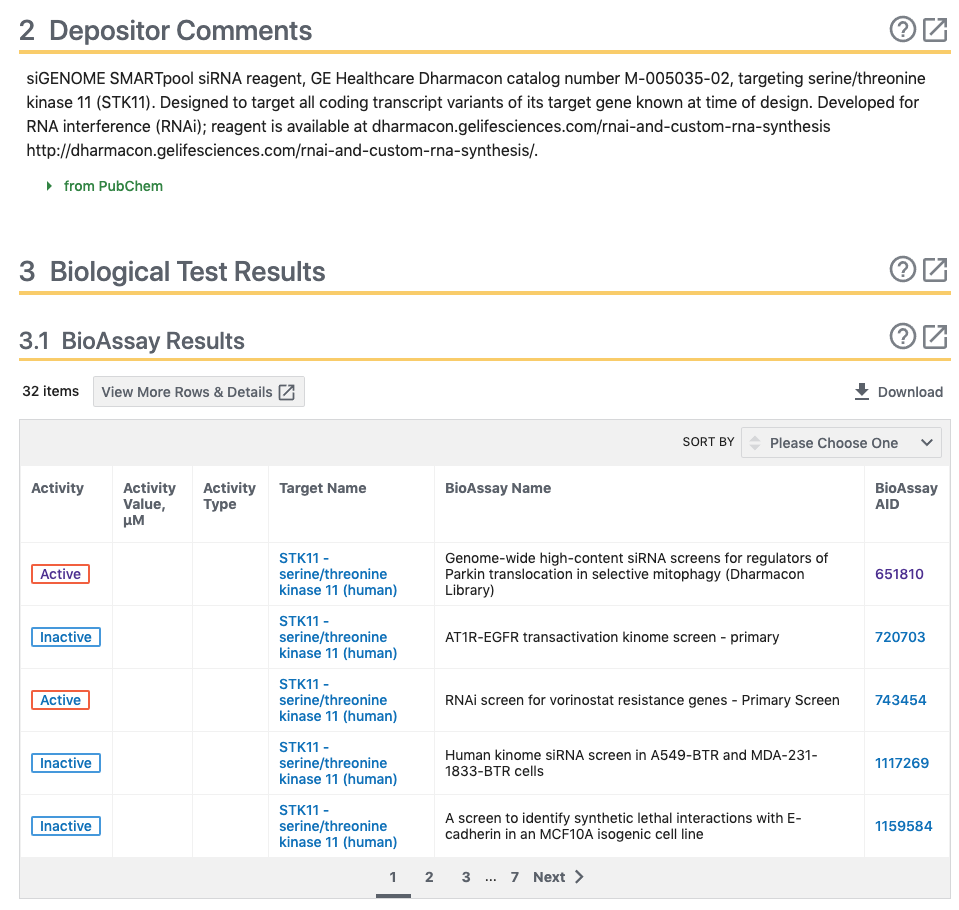 2 Depositor Comments
siGENOME SMARTpool siRNA reagent, GE Healthcare Dharmacon catalog number M-005035-02, targeting serine/threonine
kinase 11 (STK11). Designed to target all coding transcript variants of its target gene known at time of design. Developed for
RNA interference (RNAi); reagent is available at dharmacon.gelifesciences.com/rnai-and-custom-rna-synthesis
http://dharmacon.gelifesciences.com/rnai-and-custom-rna-synthesis/.
from PubChem
3 Biological Test Results
3.1 BioAssay Results
32 items View More Rows & Details Download
SORT BY Please Choose One
Activity Activity Value, µM Activity Type Target Name BioAssay Name BioAssay AID
Active STK11 - serine/threonine kinase 11 (human) Genome-wide high-content siRNA screens for regulators of Parkin translocation in selective mitophagy (Dharmacon Library) 651810
Inactive STK11 - serine/threonine kinase 11 (human) AT1R-EGFR transactivation kinome screen - primary 720703
Active STK11 - serine/threonine kinase 11 (human) RNAi screen for vorinostat resistance genes - Primary Screen 743454
Inactive STK11 - serine/threonine kinase 11 (human) Human kinome siRNA screen in A549-BTR and MDA-231-1833-BTR cells 1117269
Inactive STK11 - serine/threonine kinase 11 (human) A screen to identify synthetic lethal interactions with E-cadherin in an MCF10A isogenic cell line 1159584
1 2 3 ... 7 Next